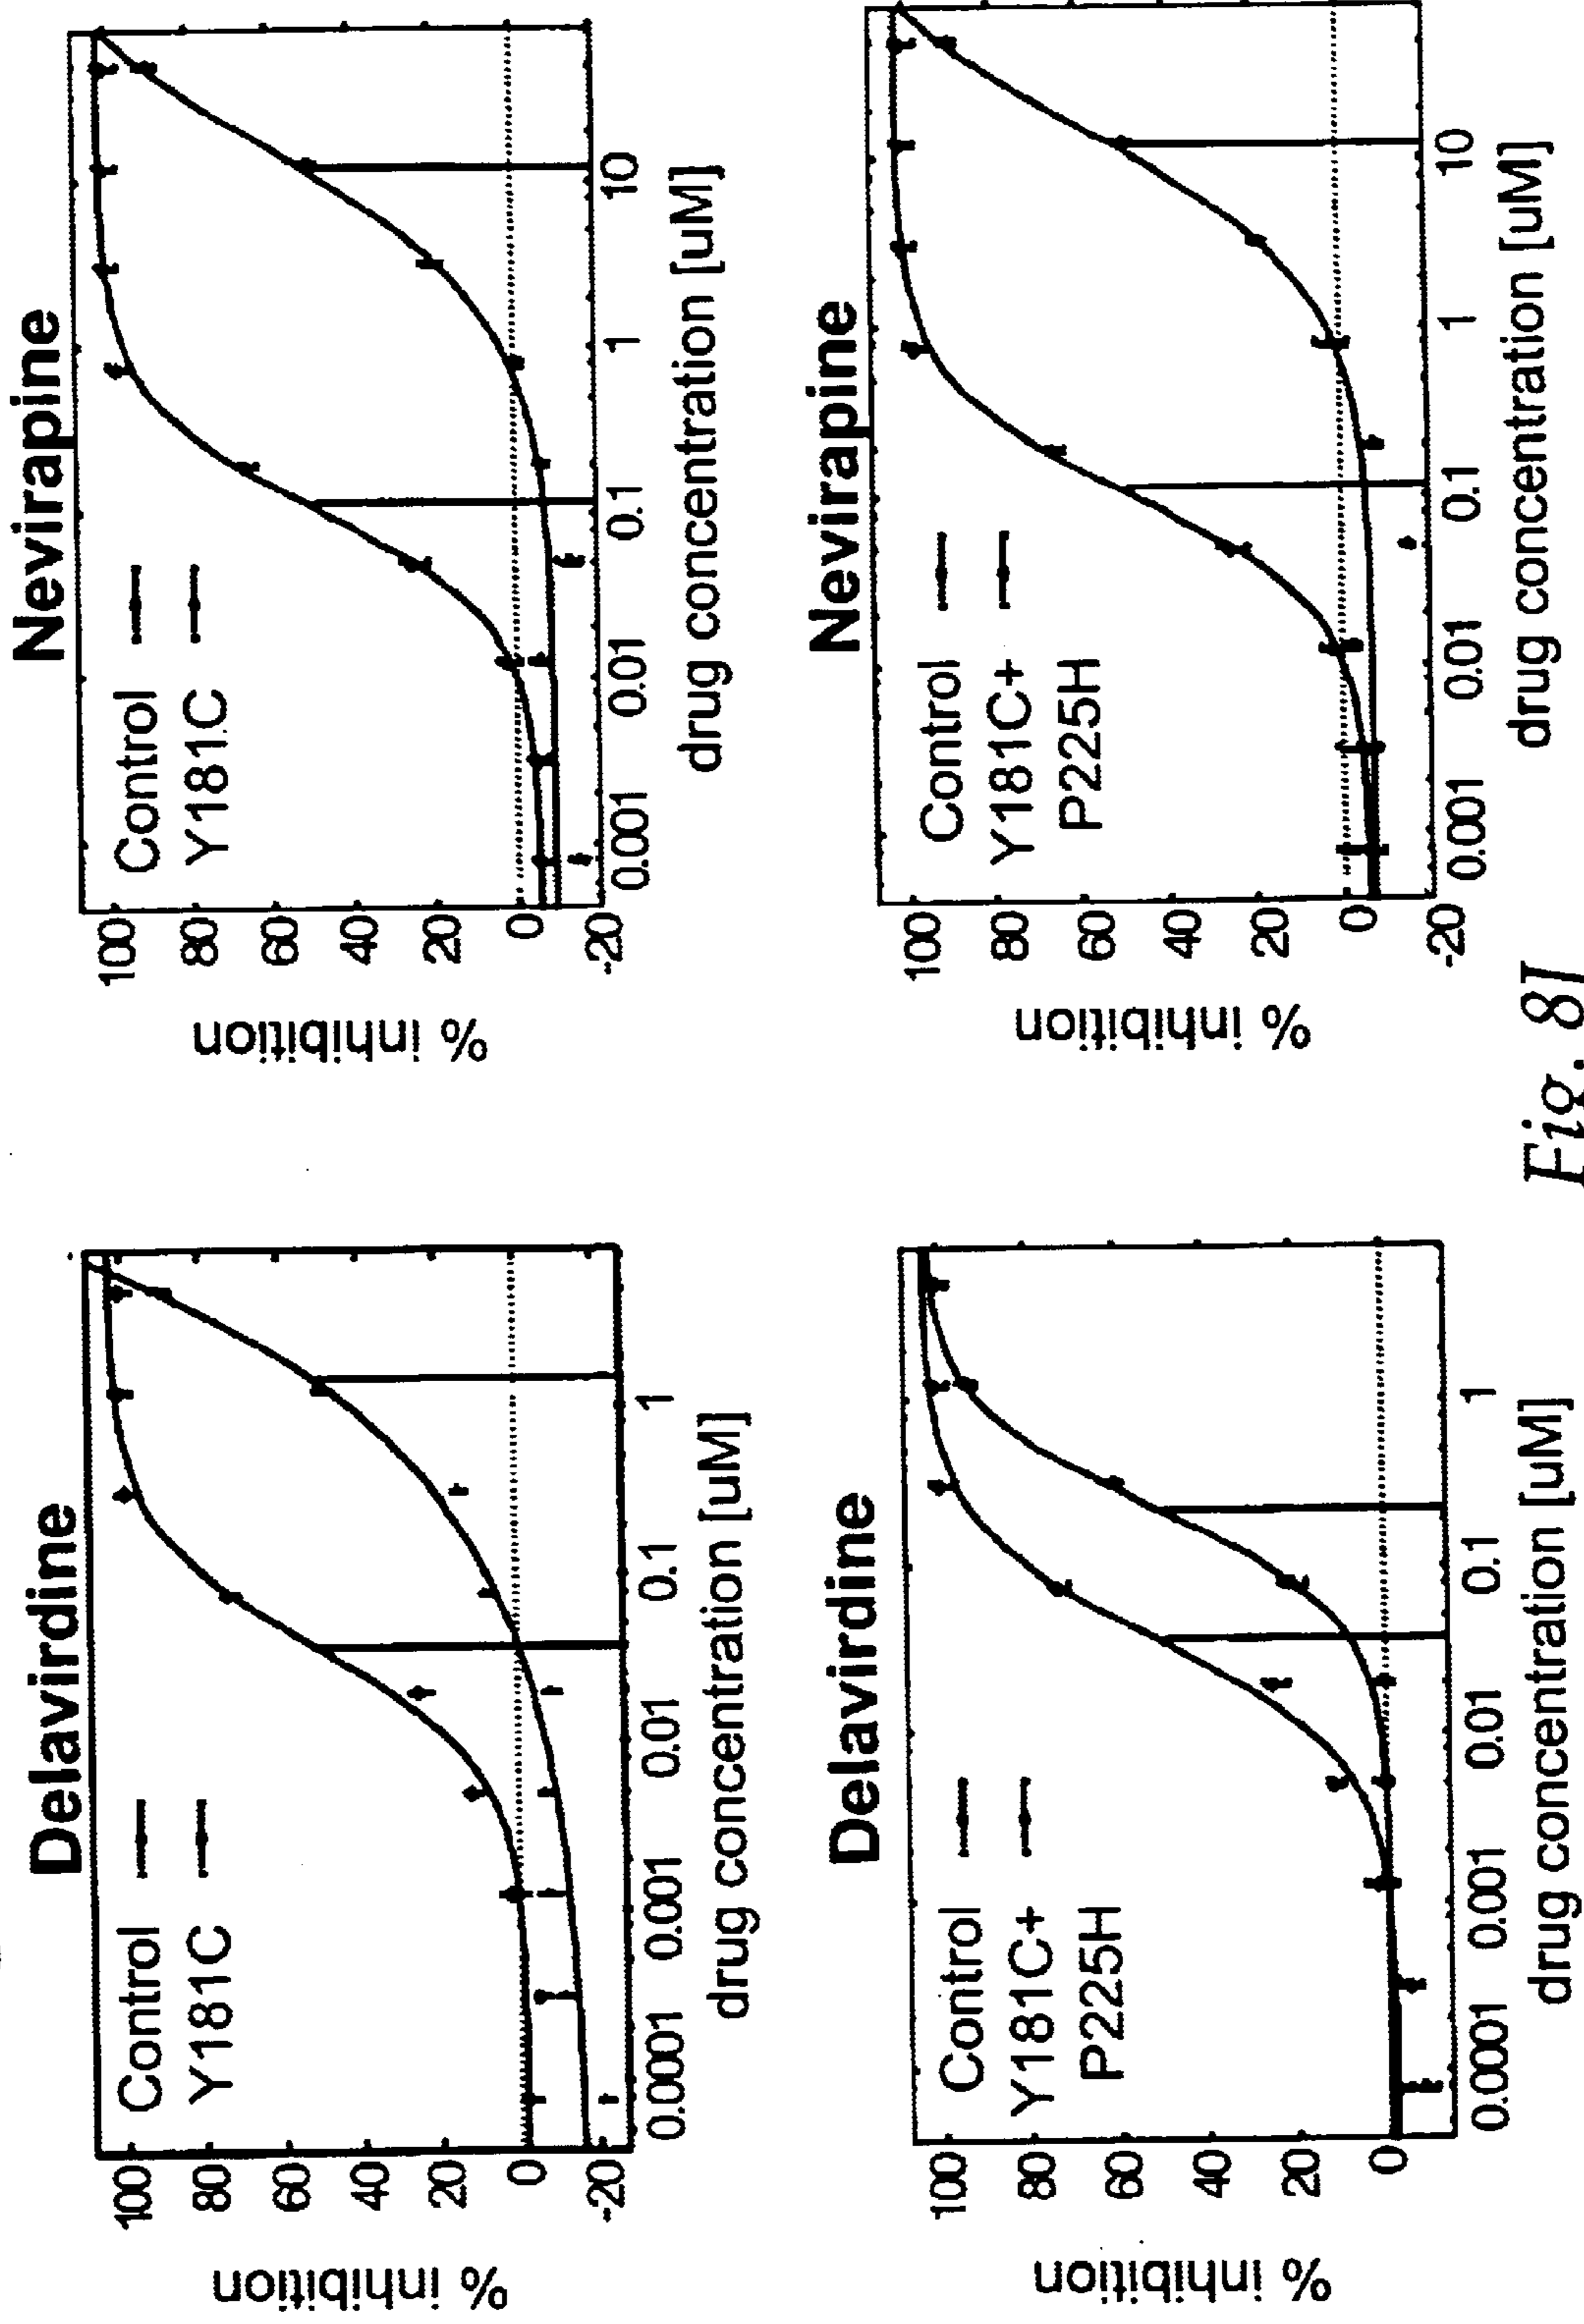 Delavirdine
Control
Y181C
% inhibition
100
80
60
40
20
0
-20
0.0001
0.001
0.01
0.1
1
drug concentration [uM]
Nevirapine
Control
Y181C
% inhibition
100
80
60
40
20
0
-20
0.001
0.01
0.1
1
10
drug concentration [uM]
Delavirdine
Control
Y181C+
P225H
% inhibition
100
80
60
40
20
0
0.0001
0.001
0.01
0.1
1
drug concentration [uM]
Nevirapine
Control
Y181C+
P225H
% inhibition
100
80
60
40
20
0
-20
0.001
0.01
0.1
1
10
drug concentration [uM]
Fig. 8I